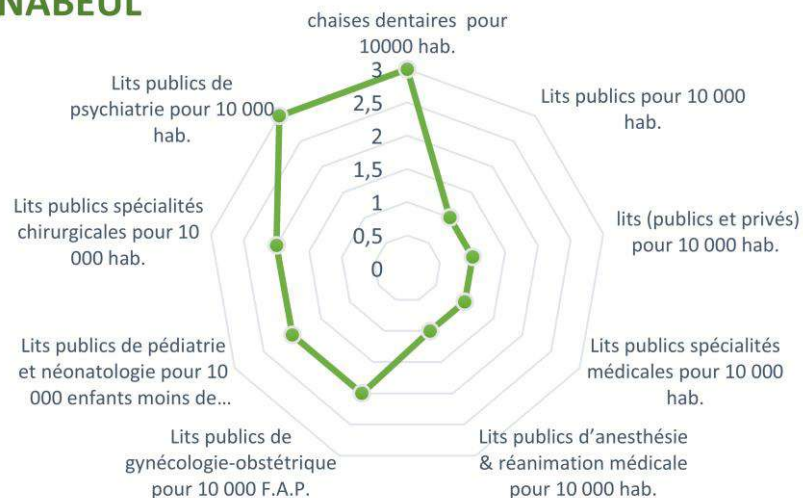 NABEUL
chaises dentaires pour
10000 hab.
3
2,5
2
1,5
1
0,5
0
Lits publics pour 10 000
hab.
lits (publics et privés)
pour 10 000 hab.
Lits publics spécialités
médicales pour 10 000
hab.
Lits publics d’anesthésie
& réanimation médicale
pour 10 000 hab.
Lits publics de
gynécologie-obstétrique
pour 10 000 F.A.P.
Lits publics de pédiatrie
et néonatologie pour 10
000 enfants moins de...
Lits publics spécialités
chirurgicales pour 10
000 hab.
Lits publics de
psychiatrie pour 10 000
hab.